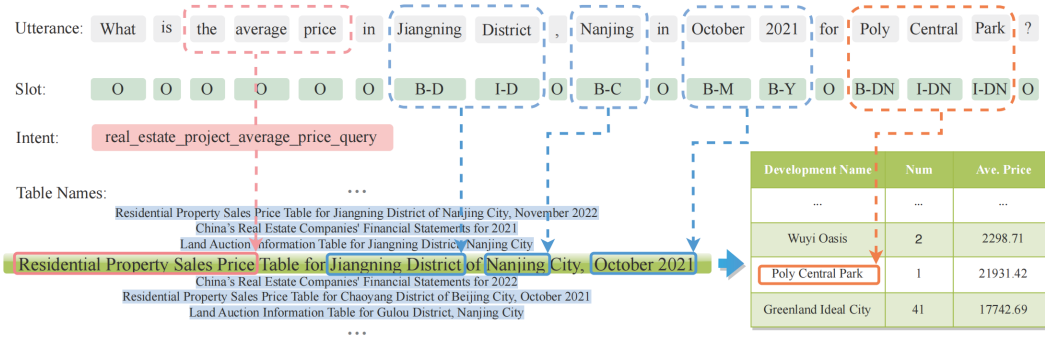 Utterance: What is the average price in Jiangning District , Nanjing in October 2021 for Poly Central Park ?
Slot: O O O O O O B-D I-D O B-C O B-M B-Y O B-DN I-DN I-DN O
Intent: real_estate_project_average_price_query
Table Names:
...
Residential Property Sales Price Table for Jiangning District of Nanjing City, November 2022
China's Real Estate Companies' Financial Statements for 2021
Land Auction Information Table for Jiangning District, Nanjing City
Residential Property Sales Price Table for Jiangning District of Nanjing City, October 2021
China's Real Estate Companies' Financial Statements for 2022
Residential Property Sales Price Table for Chaoyang District of Beijing City, October 2021
Land Auction Information Table for Gulou District, Nanjing City
...
Development Name Num Ave. Price
... ... ...
Wuyi Oasis 2 2298.71
Poly Central Park 1 21931.42
Greenland Ideal City 41 17742.69